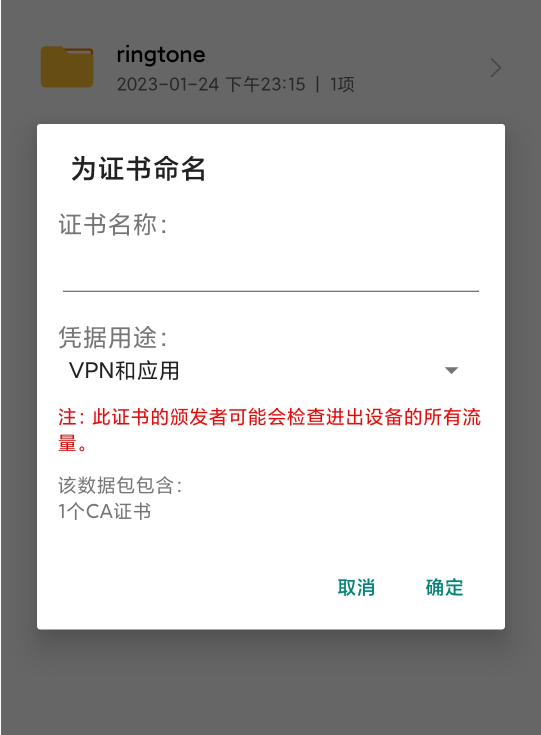 ringtone
2023-01-24 下午23:15 | 1项
为证书命名
证书名称：
凭据用途：
VPN和应用
注：此证书的颁发者可能会检查进出设备的所有流
量。
该数据包包含：
1个CA证书
取消 确定